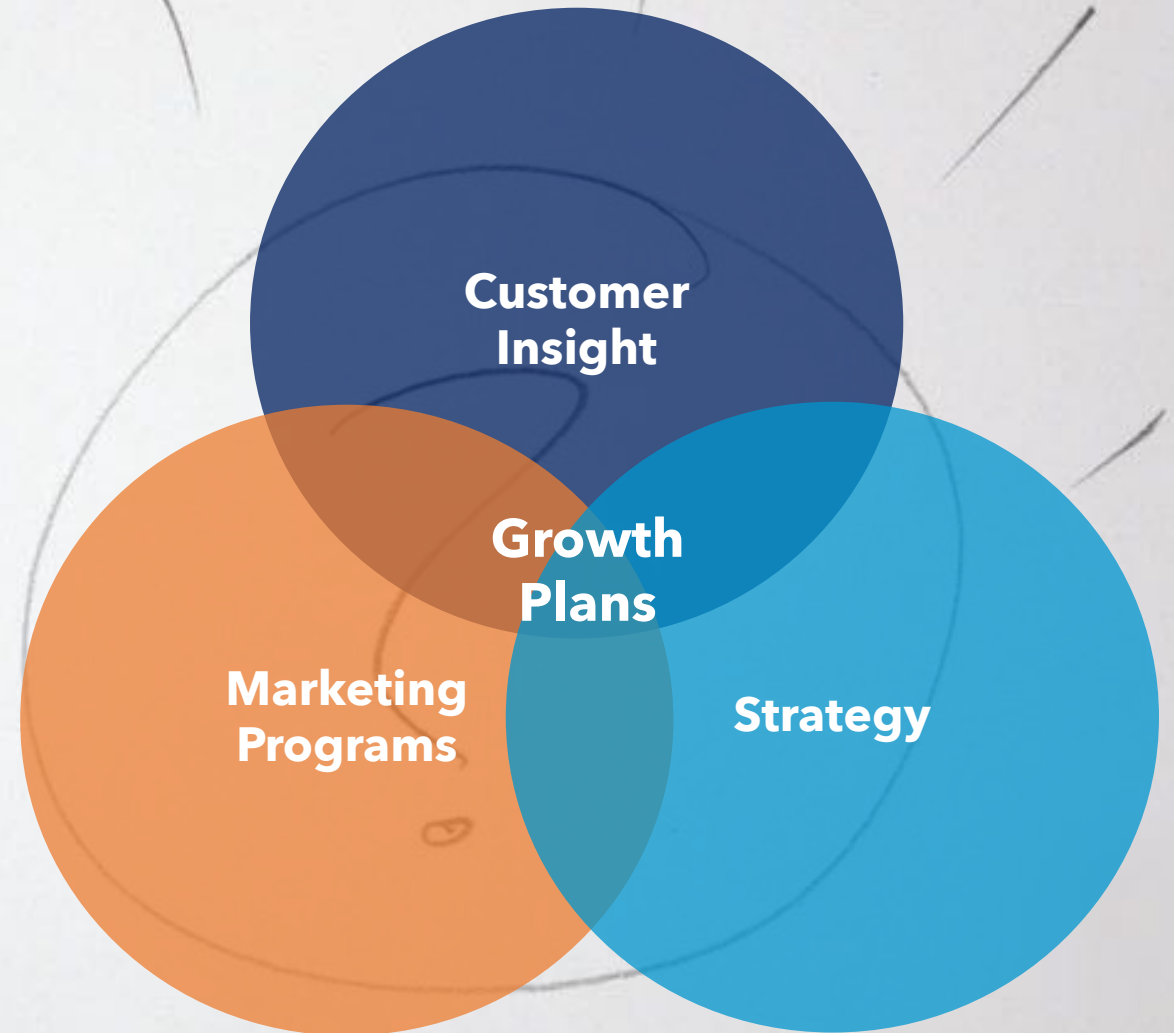 Customer
Insight
Growth
Plans
Marketing
Programs
Strategy